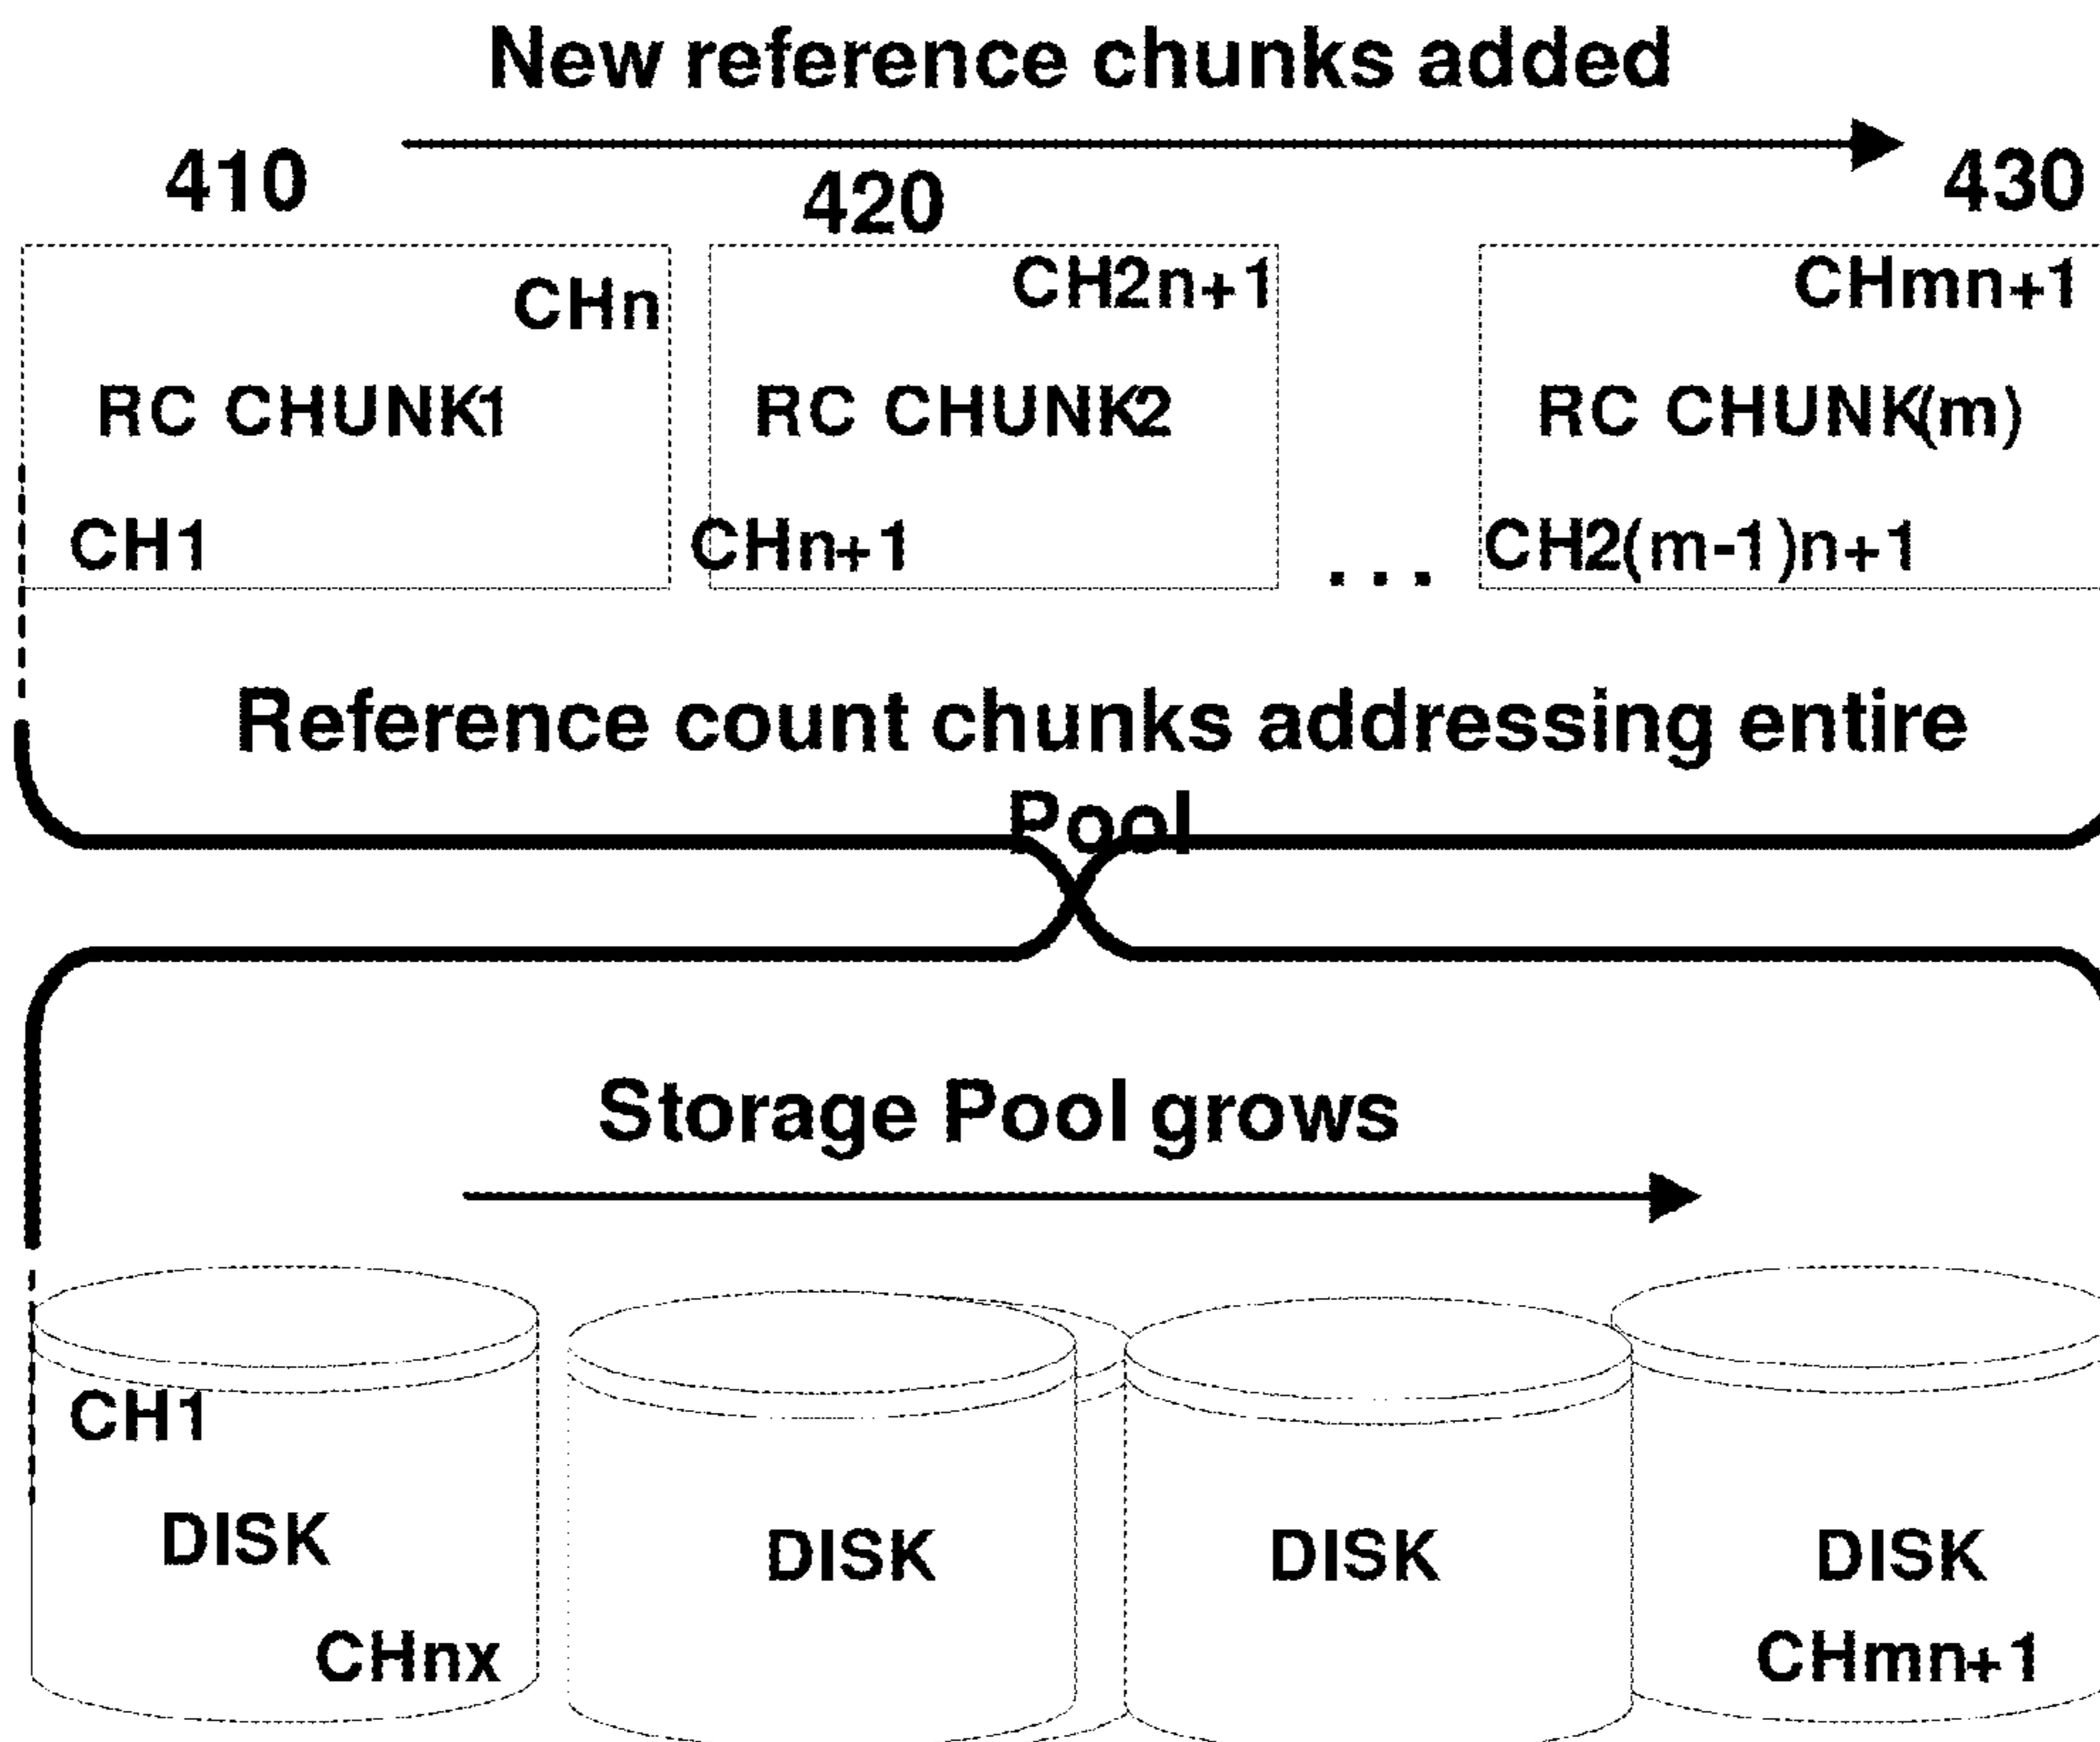 New reference chunks added
410
420
430
CHn
CH2n+1
CHmn+1
RC CHUNK1
RC CHUNK2
RC CHUNK(m)
CH1
CHn+1
...
CH2(m-1)n+1
Reference count chunks addressing entire
Pool
Storage Pool grows
CH1
DISK
DISK
DISK
DISK
CHnx
CHmn+1